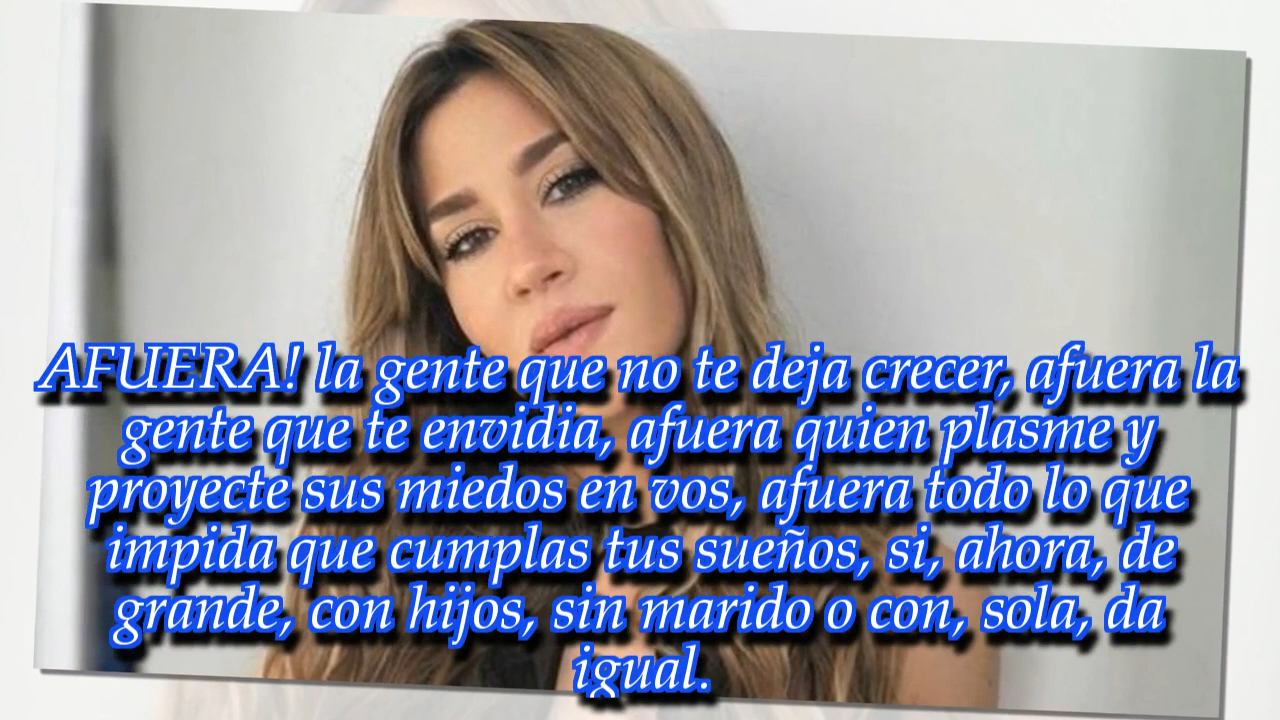 AFUERA! la gente que no te deja crecer, afuera la
gente que te envidia, afuera quien plasme y
proyecte sus miedos en vos, afuera todo lo que
impida que cumplas tus sueños, si, ahora, de
grande, con hijos, sin marido o con, sola, da
igual.